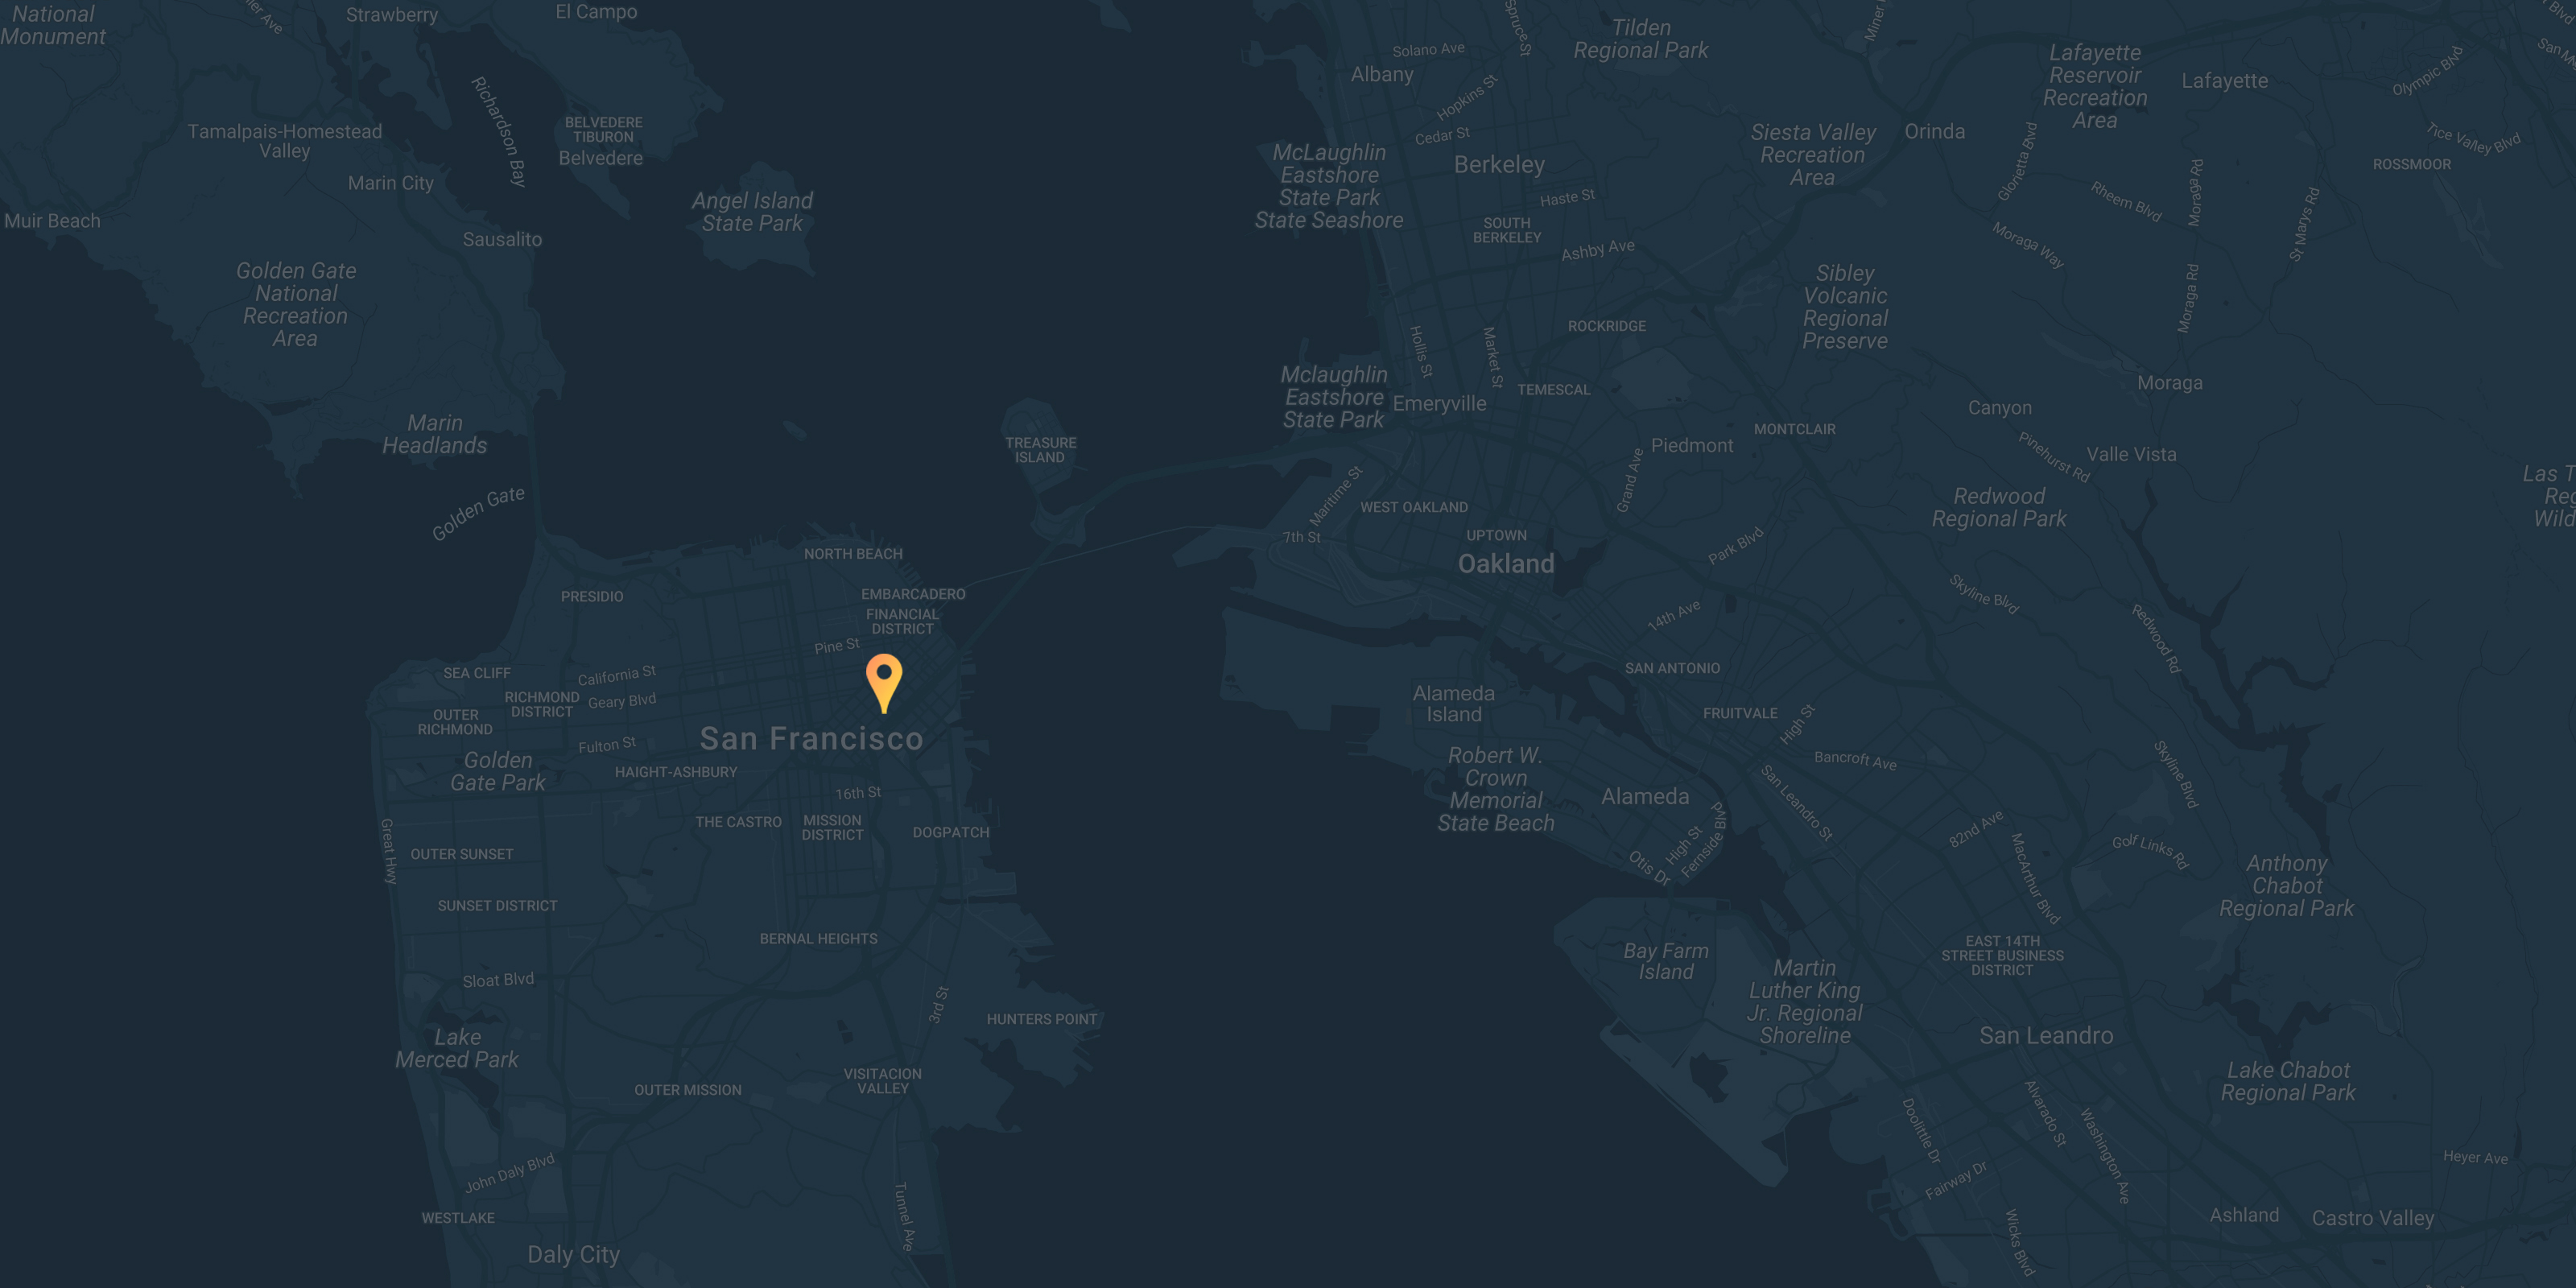 National
Monument
Strawberry
El Campo
Richardson Bay
Tamalpais-Homestead
Valley
BELVEDERE
TIBURON
Belvedere
Marin City
Muir Beach
Sausalito
Angel Island
State Park
Golden Gate
National
Recreation
Area
Marin
Headlands
Golden Gate
TREASURE
ISLAND
Spruce St
Solano Ave
Albany
Hopkins St
Cedar St
Tilden
Regional Park
McLaughlin
Eastshore
State Park
State Seashore
Berkeley
Haste St
SOUTH
BERKELEY
Ashby Ave
Siesta Valley
Recreation
Area
Orinda
Lafayette
Reservoir
Recreation
Area
Lafayette
Olympic Blvd
Tice Valley Blvd
ROSSMOOR
Glorietta Blvd
Rheem Blvd
Moraga Rd
St Marys Rd
Moraga Way
Moraga Rd
Sibley
Volcanic
Regional
Preserve
ROCKRIDGE
Hollis St
Market St
TEMESCAL
Mclaughlin
Eastshore
State Park
Emeryville
Moraga
Canyon
MONTCLAIR
Piedmont
Pinehurst Rd
Valle Vista
Grand Ave
Maritime St
WEST OAKLAND
7th St
UPTOWN
Oakland
Park Blvd
Redwood
Regional Park
Las T
Reg
Wild
Skyline Blvd
Redwood Rd
14th Ave
SAN ANTONIO
NORTH BEACH
PRESIDIO
EMBARCADERO
FINANCIAL
DISTRICT
Pine St
SEA CLIFF
California St
RICHMOND
DISTRICT
Geary Blvd
OUTER
RICHMOND
San Francisco
Fulton St
Golden
Gate Park
HAIGHT-ASHBURY
16th St
THE CASTRO
MISSION
DISTRICT
DOGPATCH
Great Hwy
OUTER SUNSET
SUNSET DISTRICT
BERNAL HEIGHTS
Sloat Blvd
3rd St
HUNTERS POINT
Lake
Merced Park
VISITACION
VALLEY
OUTER MISSION
John Daly Blvd
WESTLAKE
Tunnel Ave
Daly City
Alameda
Island
FRUITVALE
High St
Bancroft Ave
Robert W.
Crown
Memorial
State Beach
Alameda
San Leandro St
Skyline Blvd
High St
Fernside Blvd
Otis Dr
82nd Ave
MacArthur Blvd
Golf Links Rd
Anthony
Chabot
Regional Park
Bay Farm
Island
Martin
Luther King
Jr. Regional
Shoreline
EAST 14TH
STREET BUSINESS
DISTRICT
San Leandro
Lake Chabot
Regional Park
Doolittle Dr
Alvarado St
Washington Ave
Fairway Dr
Wicks Blvd
Heyer Ave
Ashland
Castro Valley